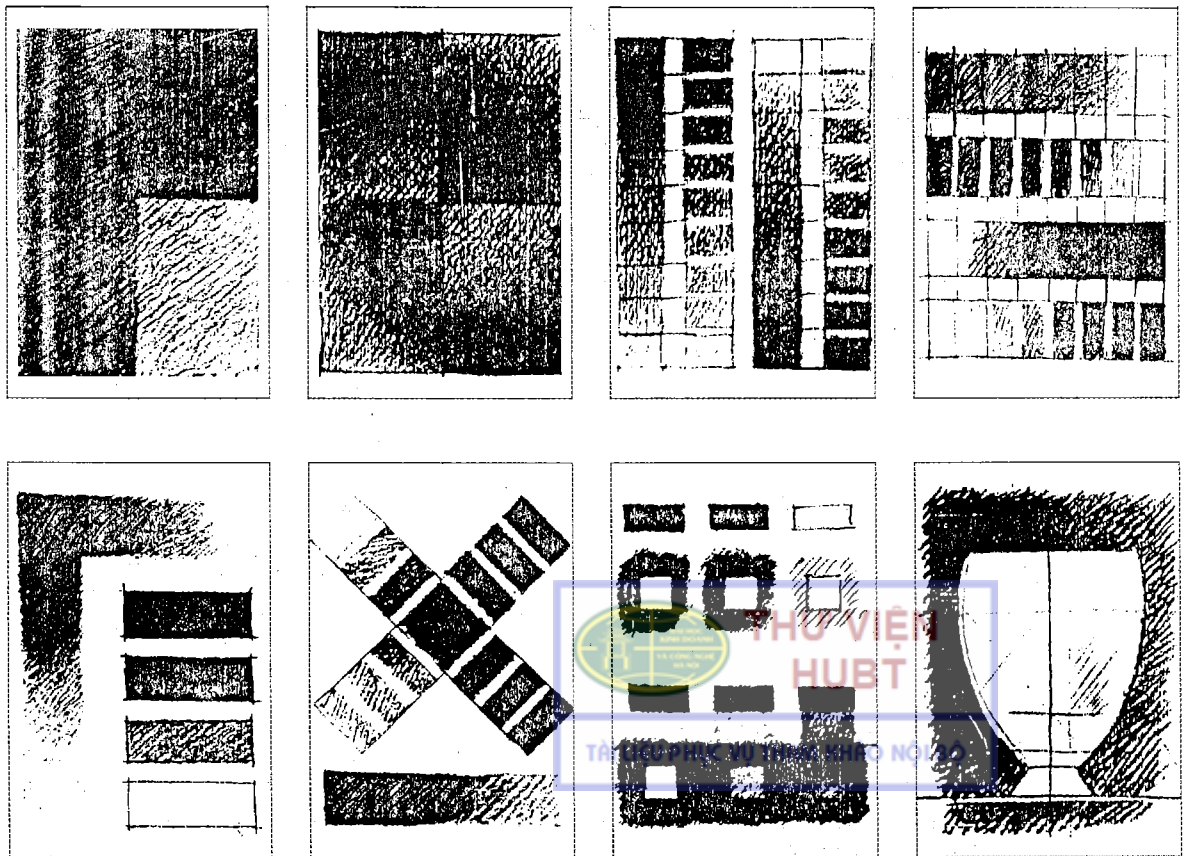 THƯ VIỆN
HUBT
TÀI LIỆU PHỤC VỤ THAM KHẢO NỘI BỘ